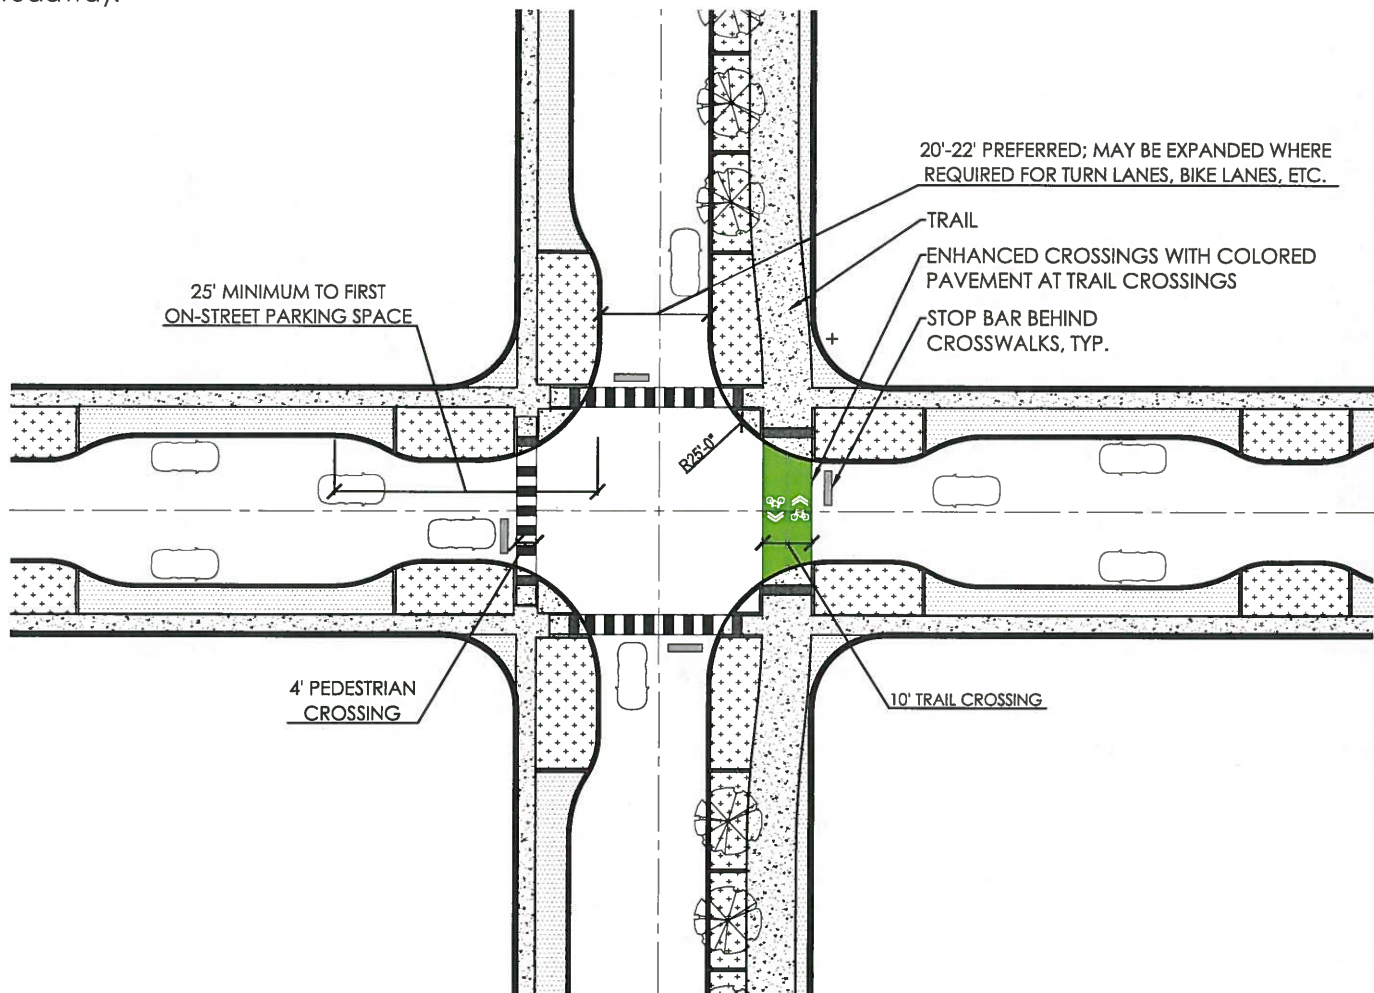 20'-22' PREFERRED; MAY BE EXPANDED WHERE
REQUIRED FOR TURN LANES, BIKE LANES, ETC.
TRAIL
ENHANCED CROSSINGS WITH COLORED
PAVEMENT AT TRAIL CROSSINGS
25' MINIMUM TO FIRST
ON-STREET PARKING SPACE
STOP BAR BEHIND
CROSSWALKS, TYP.
R25'-0"
4' PEDESTRIAN
CROSSING
10' TRAIL CROSSING